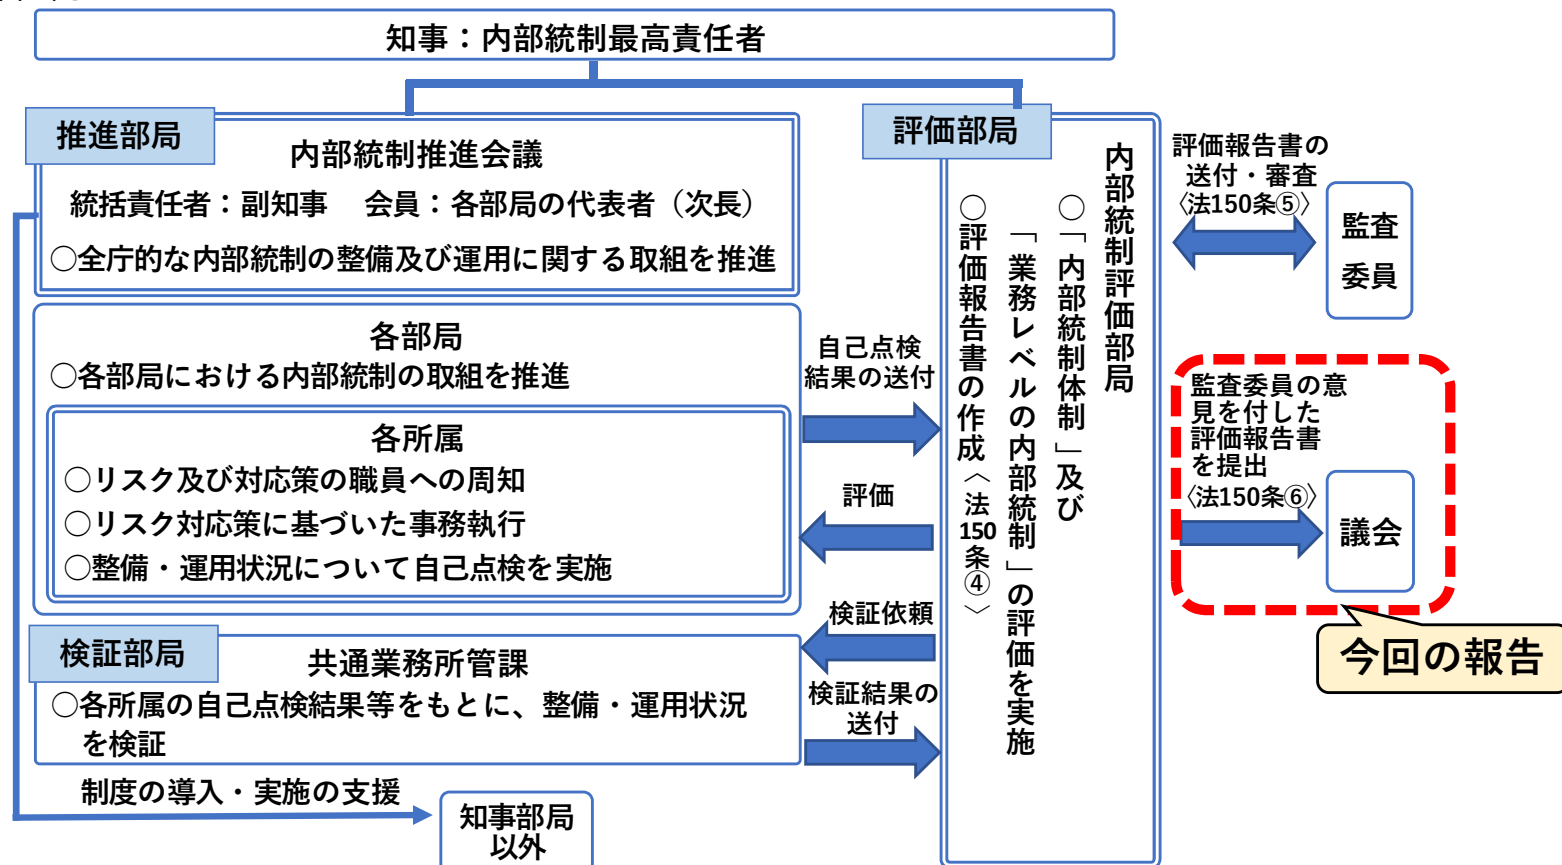 知事：内部統制最高責任者
推進部局
内部統制推進会議
統括責任者：副知事　会員：各部局の代表者（次長）
○全庁的な内部統制の整備及び運用に関する取組を推進
各部局
○各部局における内部統制の取組を推進
各所属
○リスク及び対応策の職員への周知
○リスク対応策に基づいた事務執行
○整備・運用状況について自己点検を実施
検証部局
共通業務所管課
○各所属の自己点検結果等をもとに、整備・運用状況
を検証
制度の導入・実施の支援
知事部局
以外
自己点検
結果の送付
評価
検証依頼
検証結果の
送付
評価部局
内部統制評価部局
○「内部統制体制」及び
「業務レベルの内部統制」の評価を実施
○評価報告書の作成〈法150条④〉
評価報告書の
送付・審査
〈法150条⑤〉
監査
委員
監査委員の意
見を付した
評価報告書
を提出
〈法150条⑥〉
議会
今回の報告